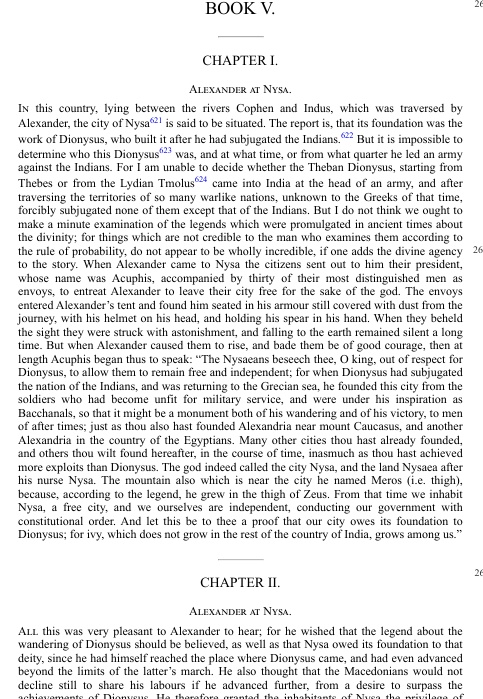 BOOK V.
26
CHAPTER I.
Alexander at Nysa.
In this country, lying between the rivers Cophen and Indus, which was traversed by
Alexander, the city of Nysa621 is said to be situated. The report is, that its foundation was the
work of Dionysus, who built it after he had subjugated the Indians.622 But it is impossible to
determine who this Dionysus623 was, and at what time, or from what quarter he led an army
against the Indians. For I am unable to decide whether the Theban Dionysus, starting from
Thebes or from the Lydian Tmolus624 came into India at the head of an army, and after
traversing the territories of so many warlike nations, unknown to the Greeks of that time,
forcibly subjugated none of them except that of the Indians. But I do not think we ought to
make a minute examination of the legends which were promulgated in ancient times about
the divinity; for things which are not credible to the man who examines them according to
the rule of probability, do not appear to be wholly incredible, if one adds the divine agency
26
to the story. When Alexander came to Nysa the citizens sent out to him their president,
whose name was Acuphis, accompanied by thirty of their most distinguished men as
envoys, to entreat Alexander to leave their city free for the sake of the god. The envoys
entered Alexander’s tent and found him seated in his armour still covered with dust from the
journey, with his helmet on his head, and holding his spear in his hand. When they beheld
the sight they were struck with astonishment, and falling to the earth remained silent a long
time. But when Alexander caused them to rise, and bade them be of good courage, then at
length Acuphis began thus to speak: “The Nysaeans beseech thee, O king, out of respect for
Dionysus, to allow them to remain free and independent; for when Dionysus had subjugated
the nation of the Indians, and was returning to the Grecian sea, he founded this city from the
soldiers who had become unfit for military service, and were under his inspiration as
Bacchanals, so that it might be a monument both of his wandering and of his victory, to men
of after times; just as thou also hast founded Alexandria near mount Caucasus, and another
Alexandria in the country of the Egyptians. Many other cities thou hast already founded,
and others thou wilt found hereafter, in the course of time, inasmuch as thou hast achieved
more exploits than Dionysus. The god indeed called the city Nysa, and the land Nysaea after
his nurse Nysa. The mountain also which is near the city he named Meros (i.e. thigh),
because, according to the legend, he grew in the thigh of Zeus. From that time we inhabit
Nysa, a free city, and we ourselves are independent, conducting our government with
constitutional order. And let this be to thee a proof that our city owes its foundation to
Dionysus; for ivy, which does not grow in the rest of the country of India, grows among us.”
CHAPTER II.
26
Alexander at Nysa.
All this was very pleasant to Alexander to hear; for he wished that the legend about the
wandering of Dionysus should be believed, as well as that Nysa owed its foundation to that
deity, since he had himself reached the place where Dionysus came, and had even advanced
beyond the limits of the latter’s march. He also thought that the Macedonians would not
decline still to share his labours if he advanced further, from a desire to surpass the
achievements of Dionysus. He therefore granted the inhabitants of Nysa the privilege of